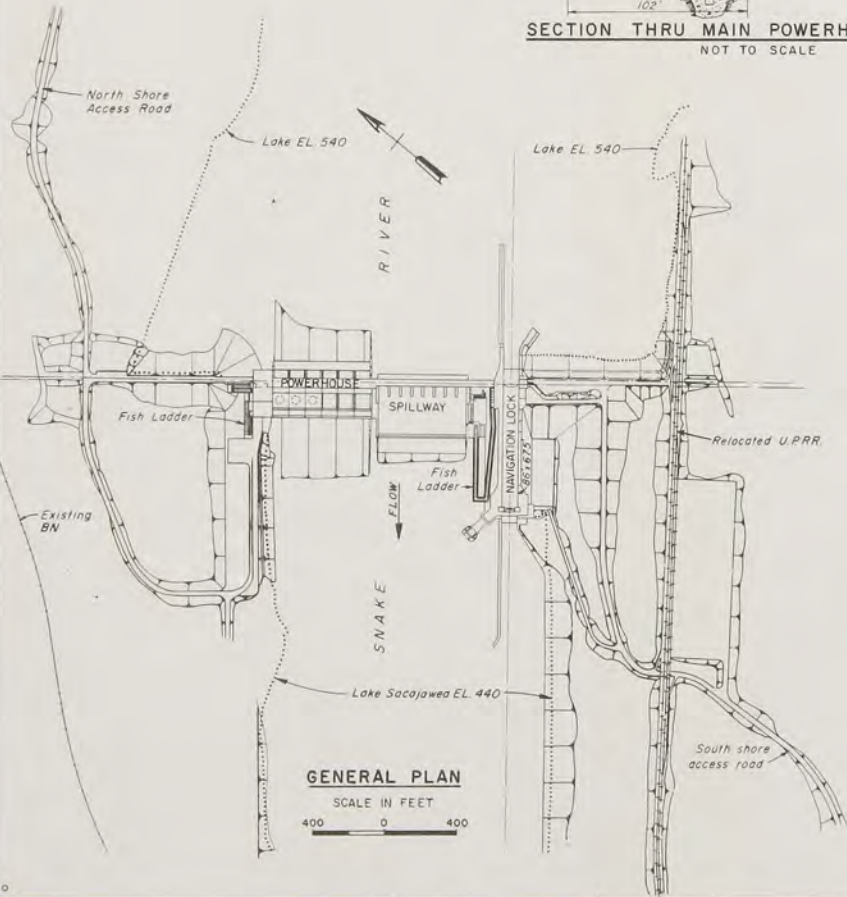 102'
SECTION THRU MAIN POWERH
NOT TO SCALE
North Shore
Access Road
Lake EL. 540
Lake EL. 540
RIVER
POWERHOUSE
SPILLWAY
NAVIGATION LOCK
86 x 675
Fish Ladder
Fish
Ladder
Relocated U.P.RR.
FLOW
Existing
BN
SNAKE
Lake Sacajawea EL. 440
South shore
access road
GENERAL PLAN
SCALE IN FEET
400 0 400